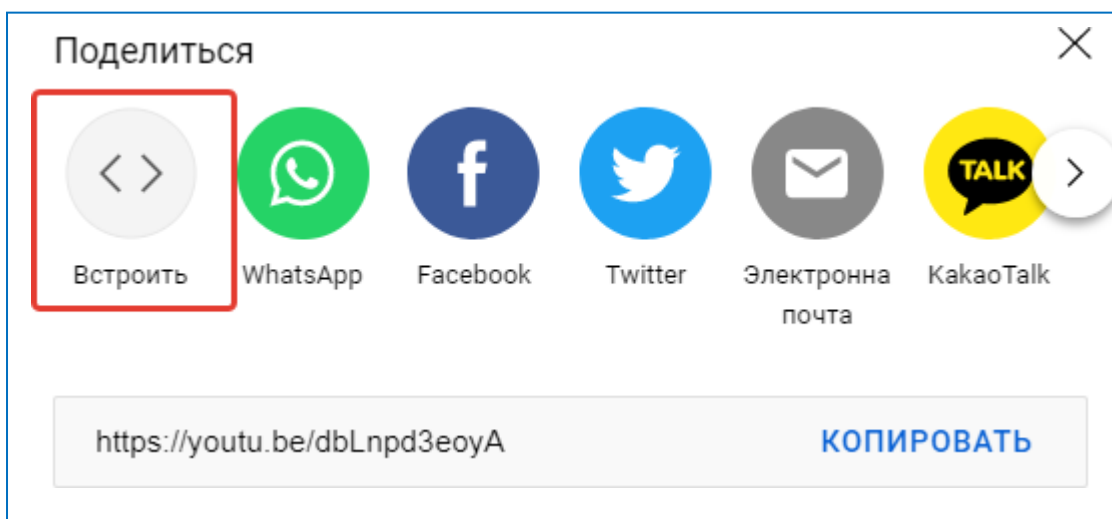 Поделиться
TALK
Встроить
WhatsApp
Facebook
Twitter
Электронна
почта
KakaoTalk
https://youtu.be/dbLnpd3eoyA
КОПИРОВАТЬ